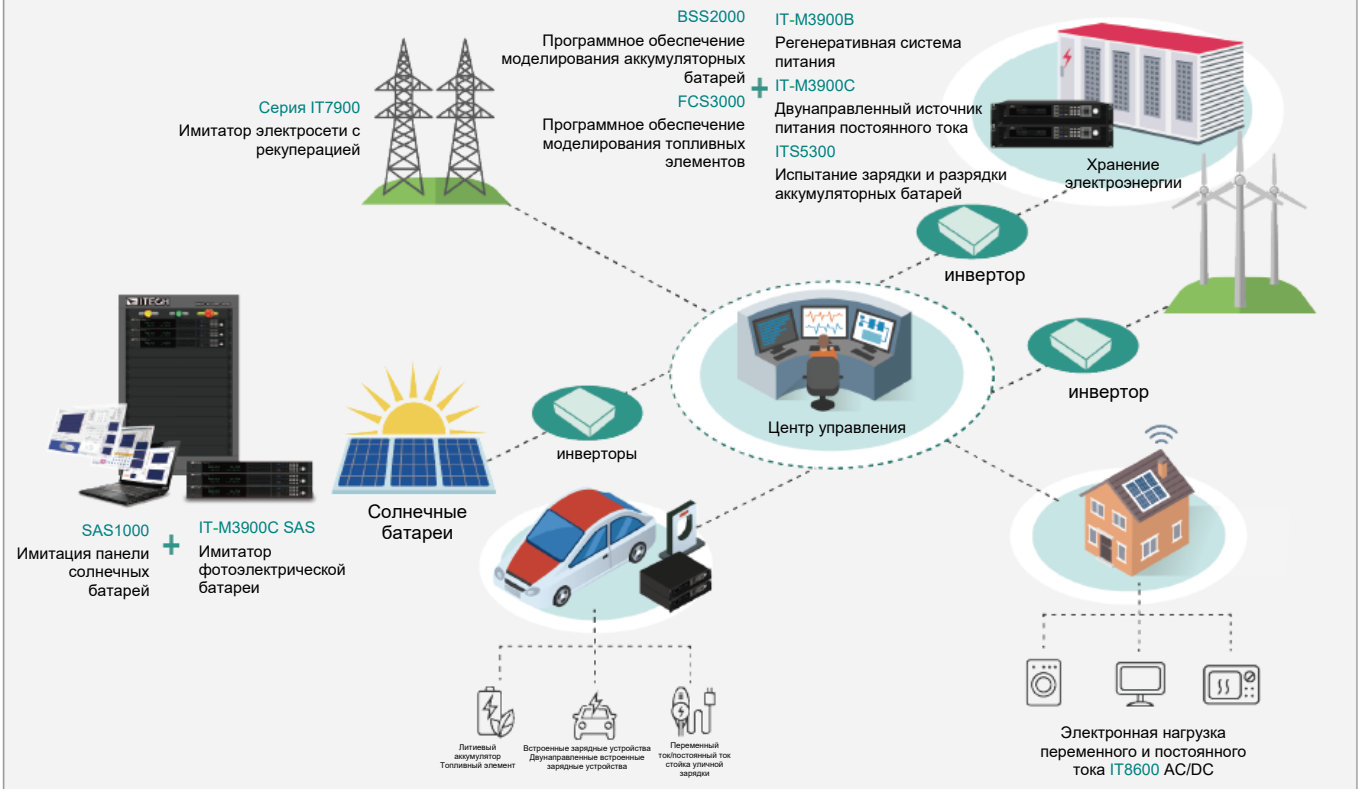 BSS2000
Программное обеспечение
моделирования аккумуляторных
батарей
+
FCS3000
Программное обеспечение
моделирования топливных
элементов
IT-M3900B
Регенеративная система
питания
IT-M3900C
Двунаправленный источник
питания постоянного тока
ITS5300
Испытание зарядки и разрядки
аккумуляторных батарей
Серия IT7900
Имитатор электросети с
рекуперацией
Хранение
электроэнергии
инвертор
инвертор
ITECH
Центр управления
инверторы
Солнечные
батареи
SAS1000
Имитация панели
солнечных
батарей
+
IT-M3900C SAS
Имитатор
фотоэлектрической
батареи
Литиевый
аккумулятор
Топливный элемент
Встроенные зарядные устройства
Двунаправленные встроенные
зарядные устройства
Переменный
ток/постоянный ток
стойка уличной
зарядки
Электронная нагрузка
переменного и постоянного
тока IT8600 AC/DC